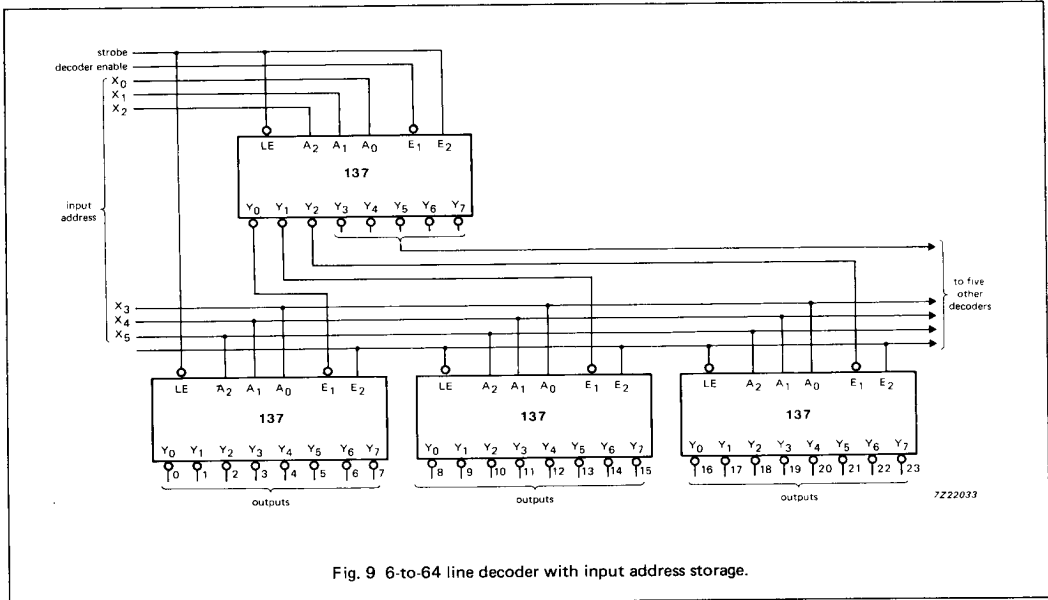 strobe
decoder enable
X0
X1
X2
LE A2 A1 A0 E1 E2
137
Y0 Y1 Y2 Y3 Y4 Y5 Y6 Y7
input
address
to five
other
decoders
X3
X4
X5
LE A2 A1 A0 E1 E2
137
Y0 Y1 Y2 Y3 Y4 Y5 Y6 Y7
0 1 2 3 4 5 6 7
outputs
LE A2 A1 A0 E1 E2
137
Y0 Y1 Y2 Y3 Y4 Y5 Y6 Y7
8 9 10 11 12 13 14 15
outputs
LE A2 A1 A0 E1 E2
137
Y0 Y1 Y2 Y3 Y4 Y5 Y6 Y7
16 17 18 19 20 21 22 23
outputs
7Z22033
Fig. 9 6-to-64 line decoder with input address storage.